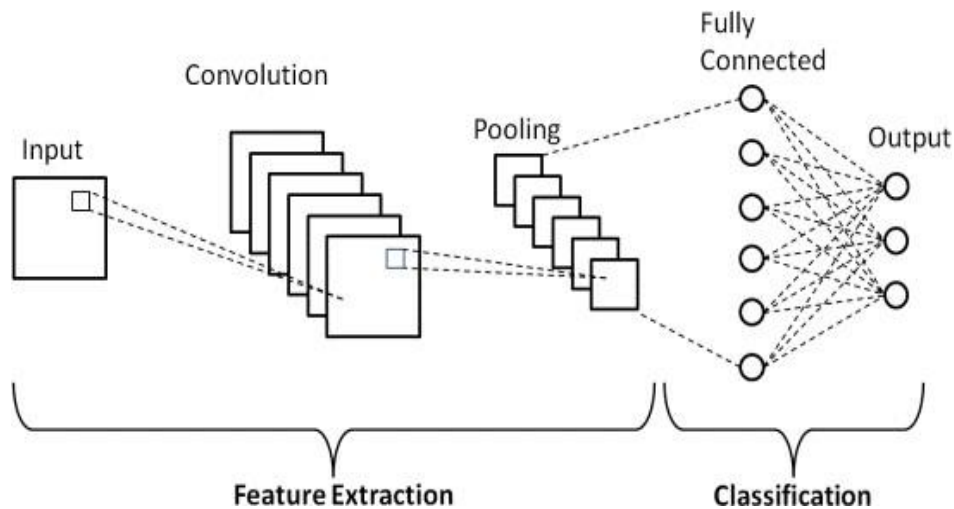 Input
Convolution
Pooling
Fully
Connected
Output
Feature Extraction
Classification